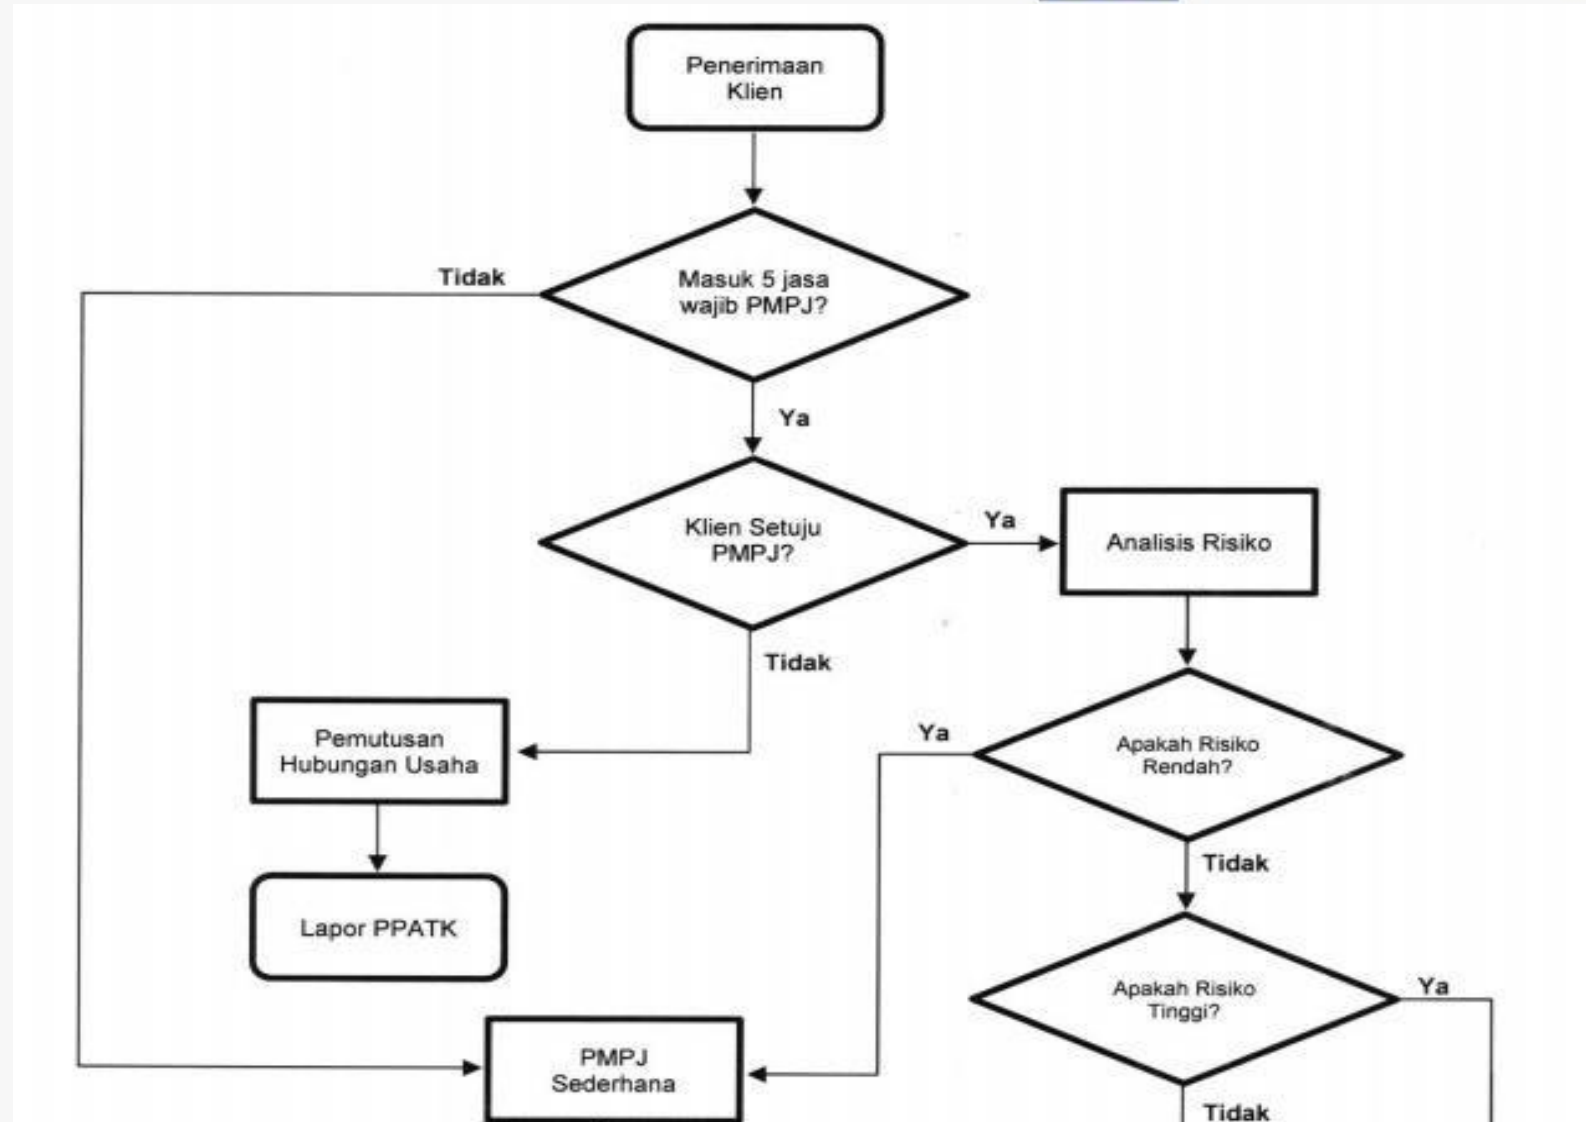 Penerimaan
Klien
Tidak
Masuk 5 jasa
wajib PMPJ?
Ya
Klien Setuju
PMPJ?
Ya
Analisis Risiko
Tidak
Pemutusan
Hubungan Usaha
Ya
Apakah Risiko
Rendah?
Tidak
Lapor PPATK
Apakah Risiko
Tinggi?
Ya
PMPJ
Sederhana
Tidak